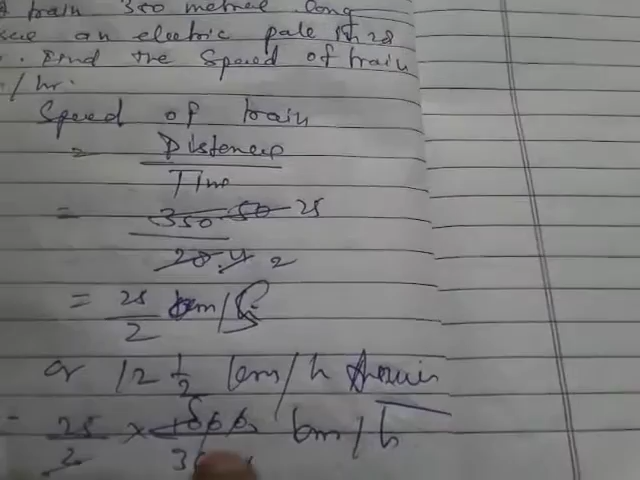 train 350 metres long
an electric pole in 28
. Find the speed of train
/hr.
Speed of train
= Distance
Time
= 350 50 25
28 4 2
= 25/2 km/
or 12 1/2 km/h
= 25/2 × km/h